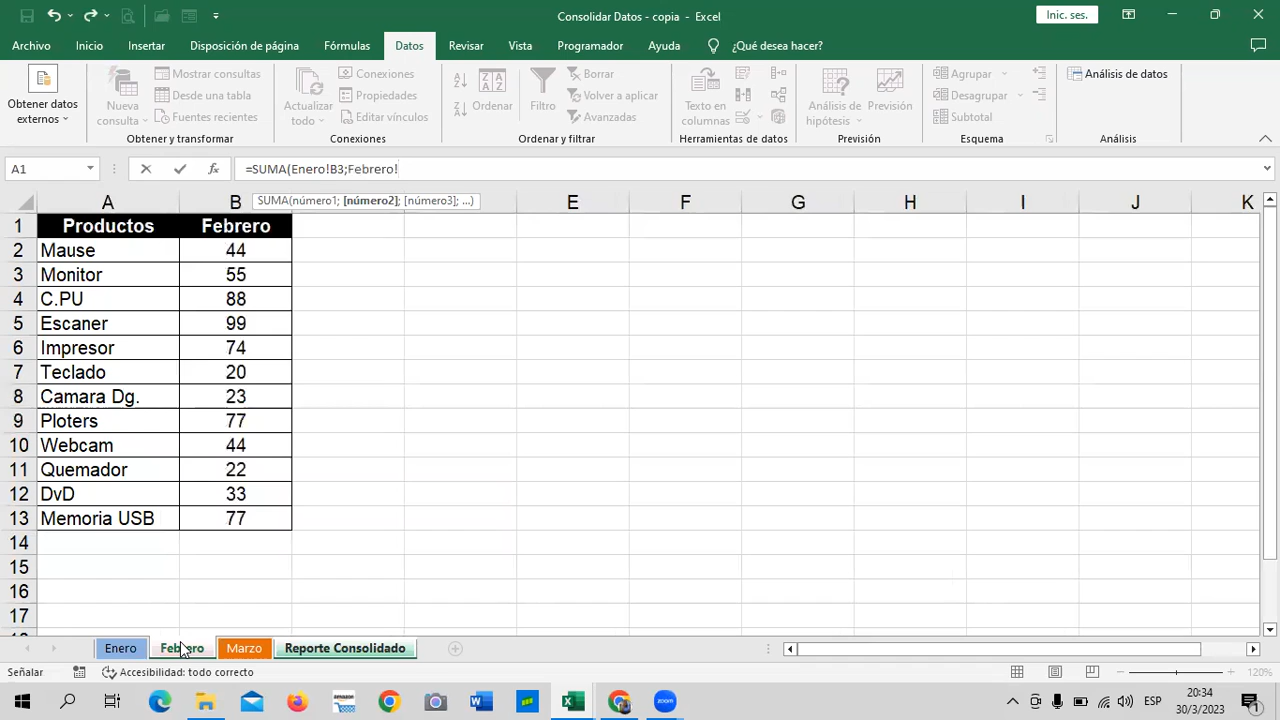 Consolidar Datos - copia - Excel
Inic. ses.
Archivo Inicio Insertar Disposición de página Fórmulas Datos Revisar Vista Programador Ayuda ¿Qué desea hacer?
Obtener datos externos
Nueva consulta
Mostrar consultas
Desde una tabla
Fuentes recientes
Obtener y transformar
Actualizar todo
Conexiones
Propiedades
Editar vínculos
Conexiones
Ordenar
Filtro
Borrar
Volver a aplicar
Avanzadas
Ordenar y filtrar
Texto en columnas
Herramientas de datos
Análisis de hipótesis
Previsión
Previsión
Agrupar
Desagrupar
Subtotal
Esquema
Análisis de datos
Análisis
A1 fx =SUMA(Enero!B3;Febrero!
SUMA(número1; [número2]; [número3]; ...)
A B E F G H I J K
1 Productos Febrero
2 Mause 44
3 Monitor 55
4 C.PU 88
5 Escaner 99
6 Impresor 74
7 Teclado 20
8 Camara Dg. 23
9 Ploters 77
10 Webcam 44
11 Quemador 22
12 DvD 33
13 Memoria USB 77
14
15
16
17
Enero Febrero Marzo Reporte Consolidado
Señalar Accesibilidad: todo correcto 120%
ESP 20:34
30/3/2023